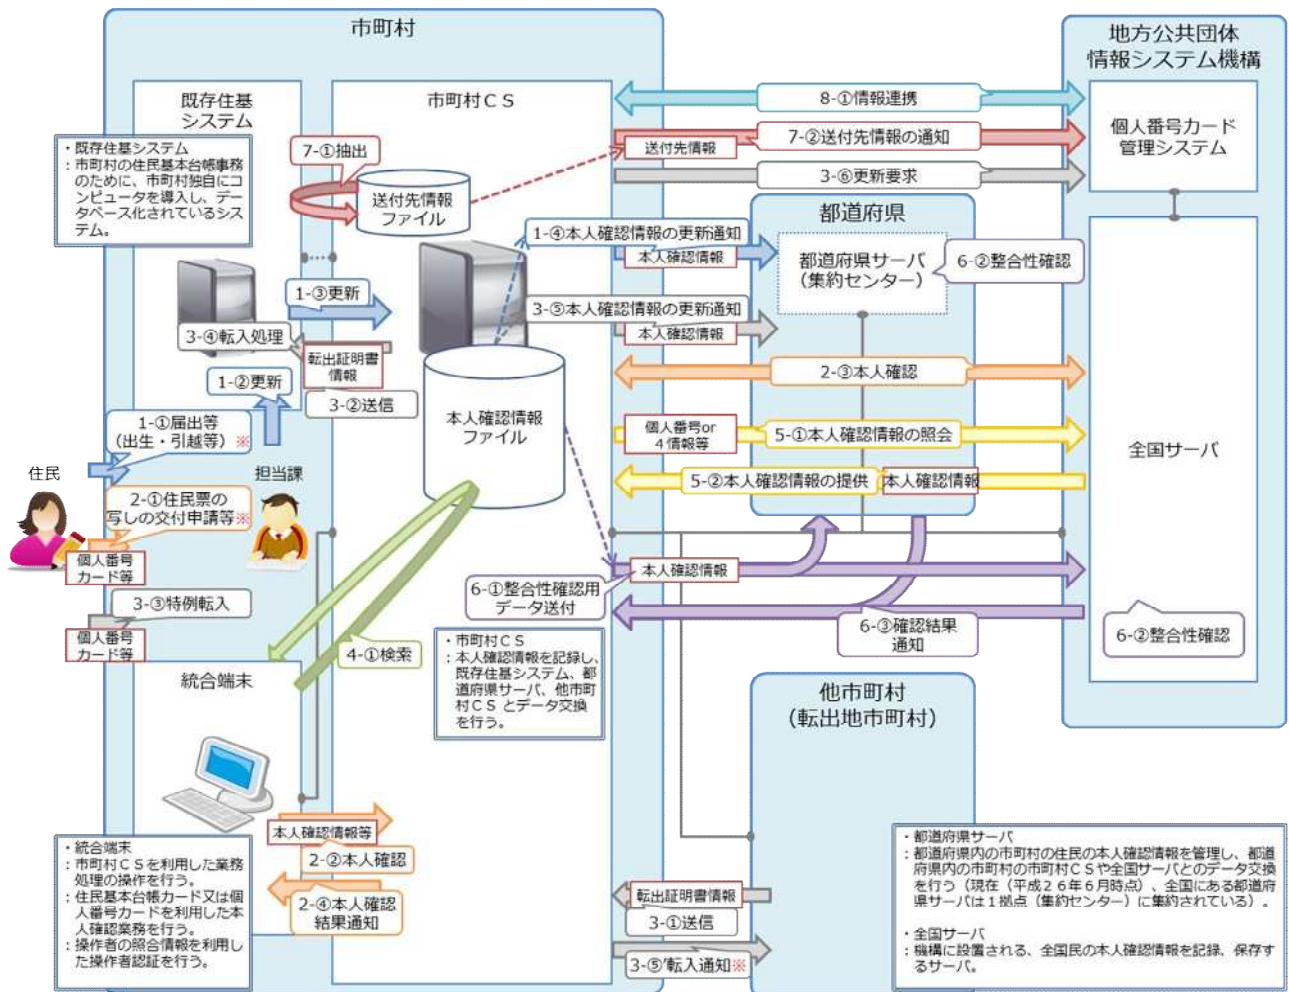 市町村
地方公共団体
情報システム機構
既存住基
システム
市町村ＣＳ
8-①情報連携
個人番号カード
管理システム
・既存住基システム
：市町村の住民基本台帳事務
のために、市町村独自にコ
ンピュータを導入し、デー
タベース化されているシス
テム。
7-①抽出
7-②送付先情報の通知
送付先情報
3-⑥更新要求
送付先情報
ファイル
都道府県
1-④本人確認情報の更新通知
本人確認情報
都道府県サーバ
（集約センター）
6-②整合性確認
1-③更新
3-⑤本人確認情報の更新通知
本人確認情報
3-④転入処理
転出証明書
情報
2-③本人確認
1-②更新
3-②送信
1-①届出等
（出生・引越等）※
本人確認情報
ファイル
個人番号or
４情報等
5-①本人確認情報の照会
全国サーバ
住民
担当課
5-②本人確認情報の提供
本人確認情報
2-①住民票の
写しの交付申請等※
個人番号
カード等
本人確認情報
6-①整合性確認用
データ送付
3-③特例転入
個人番号
カード等
6-③確認結果
通知
6-②整合性確認
4-①検索
・市町村ＣＳ
：本人確認情報を記録し、
既存住基システム、都
道府県サーバ、他市町
村ＣＳとデータ交換
を行う。
統合端末
他市町村
（転出地市町村）
本人確認情報等
2-②本人確認
・統合端末
：市町村ＣＳを利用した業務
処理の操作を行う。
：住民基本台帳カード又は個
人番号カードを利用した本
人確認業務を行う。
：操作者の照合情報を利用し
た操作者認証を行う。
2-④本人確認
結果通知
転出証明書情報
3-①送信
3-⑤’転入通知※
・都道府県サーバ
：都道府県内の市町村の住民の本人確認情報を管理し、都道
府県内の市町村の市町村ＣＳや全国サーバとのデータ交換
を行う（現在（平成２６年６月時点）、全国にある都道府
県サーバは１拠点（集約センター）に集約されている）。
・全国サーバ
：機構に設置される、全国民の本人確認情報を記録、保存す
るサーバ。